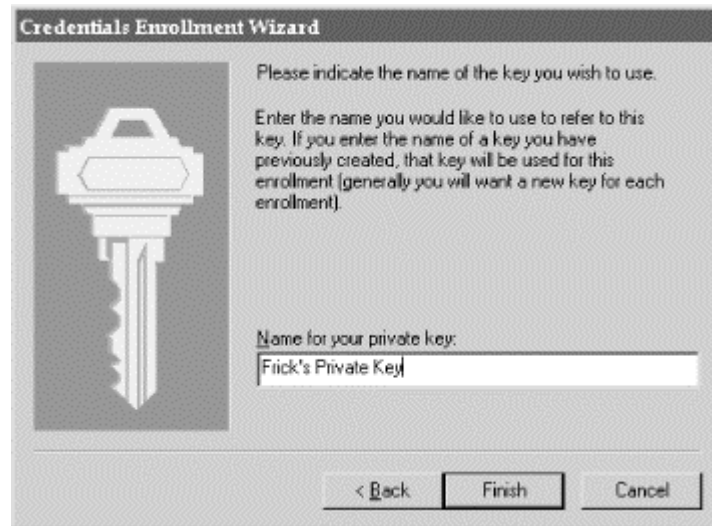 Credentials Enrollment Wizard
Please indicate the name of the key you wish to use.
Enter the name you would like to use to refer to this
key. If you enter the name of a key you have
previously created, that key will be used for this
enrollment (generally you will want a new key for each
enrollment).
Name for your private key:
Frick's Private Key
< Back
Finish
Cancel